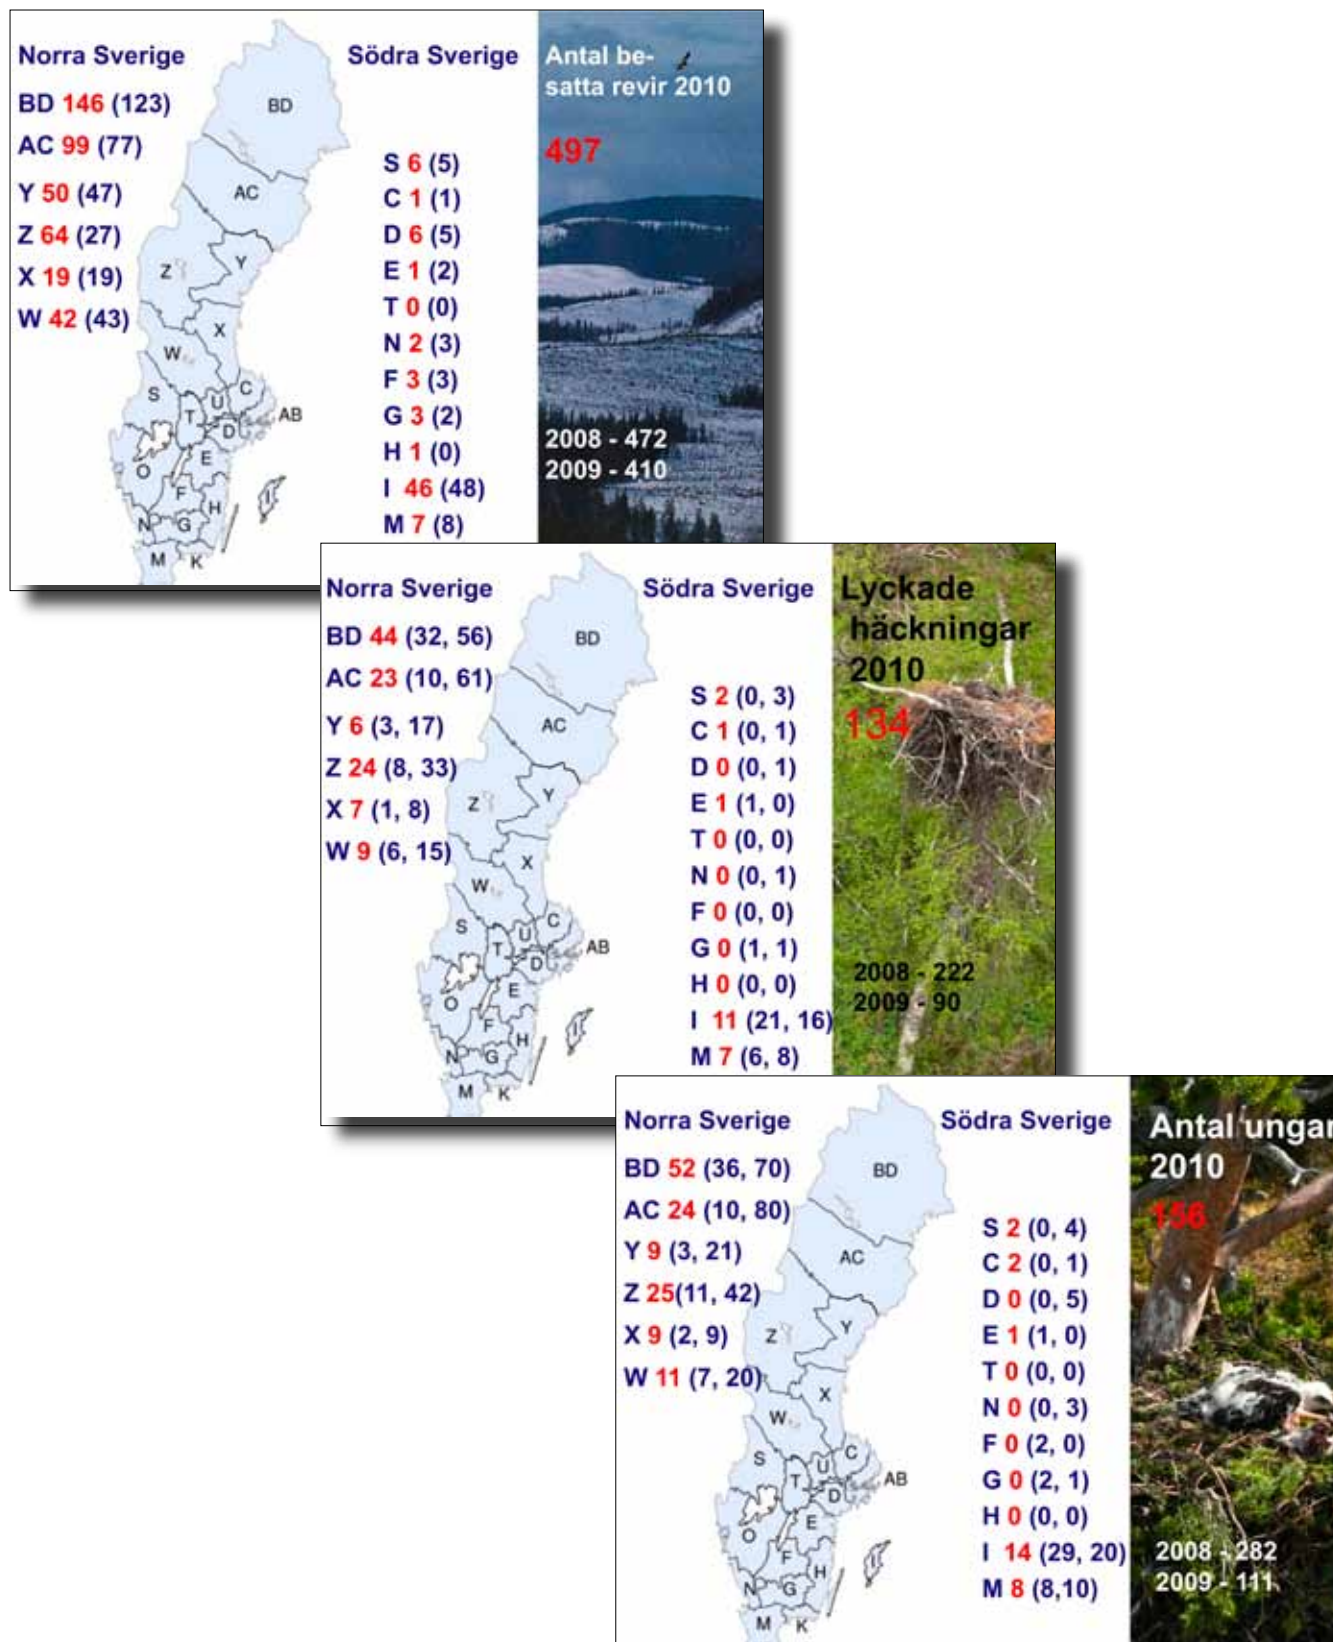 Norra Sverige
BD 146 (123)
AC 99 (77)
Y 50 (47)
Z 64 (27)
X 19 (19)
W 42 (43)
BD
AC
Z
Y
X
W
S
T
U
C
AB
D
O
E
F
H
I
N
G
M
K
Södra Sverige
S 6 (5)
C 1 (1)
D 6 (5)
E 1 (2)
T 0 (0)
N 2 (3)
F 3 (3)
G 3 (2)
H 1 (0)
I 46 (48)
M 7 (8)
Antal be-
satta revir 2010
497
2008 - 472
2009 - 410
Norra Sverige
BD 44 (32, 56)
AC 23 (10, 61)
Y 6 (3, 17)
Z 24 (8, 33)
X 7 (1, 8)
W 9 (6, 15)
BD
AC
Z
Y
X
W
S
T
U
C
AB
D
O
E
F
H
I
N
G
M
K
Södra Sverige
S 2 (0, 3)
C 1 (0, 1)
D 0 (0, 1)
E 1 (1, 0)
T 0 (0, 0)
N 0 (0, 1)
F 0 (0, 0)
G 0 (1, 1)
H 0 (0, 0)
I 11 (21, 16)
M 7 (6, 8)
Lyckade
häckningar
2010
134
2008 - 222
2009 - 90
Norra Sverige
BD 52 (36, 70)
AC 24 (10, 80)
Y 9 (3, 21)
Z 25(11, 42)
X 9 (2, 9)
W 11 (7, 20)
BD
AC
Z
Y
X
W
S
T
U
C
AB
D
O
E
F
H
I
N
G
M
K
Södra Sverige
S 2 (0, 4)
C 2 (0, 1)
D 0 (0, 5)
E 1 (1, 0)
T 0 (0, 0)
N 0 (0, 3)
F 0 (2, 0)
G 0 (2, 1)
H 0 (0, 0)
I 14 (29, 20)
M 8 (8,10)
Antal ungar
2010
156
2008 - 282
2009 - 111